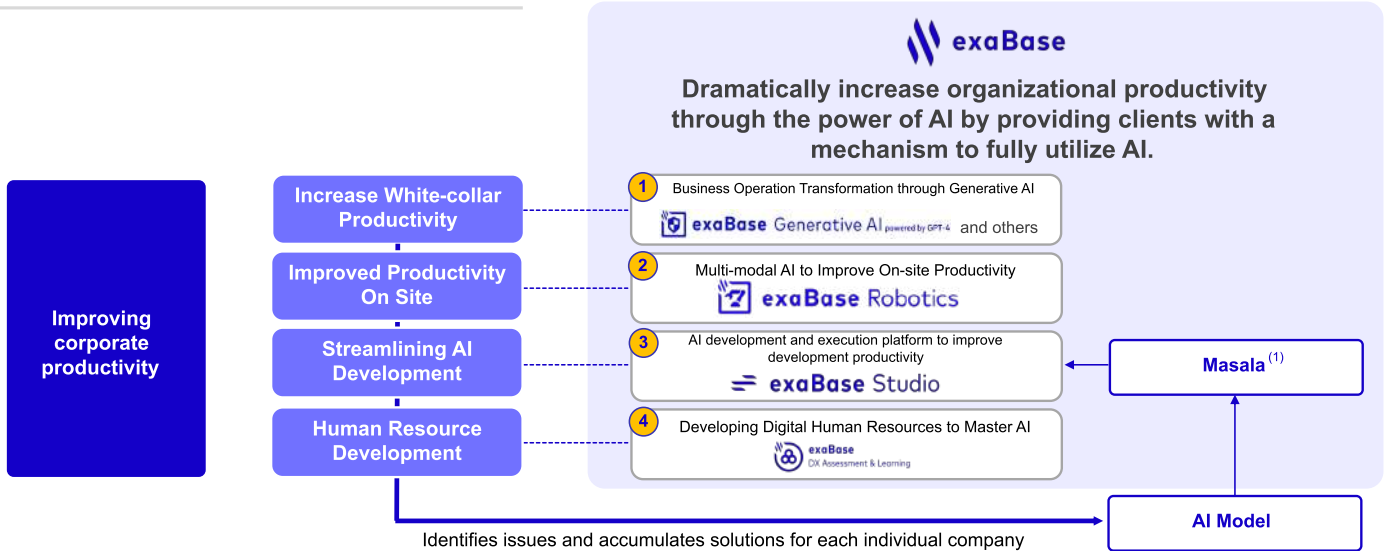 exaBase
Dramatically increase organizational productivity
through the power of AI by providing clients with a
mechanism to fully utilize AI.
Improving
corporate
productivity
Increase White-collar
Productivity
1
Business Operation Transformation through Generative AI
exaBase Generative AI powered by GPT-4 and others
Improved Productivity
On Site
2
Multi-modal AI to Improve On-site Productivity
exaBase Robotics
Streamlining AI
Development
3
AI development and execution platform to improve
development productivity
exaBase Studio
Masala (1)
Human Resource
Development
4
Developing Digital Human Resources to Master AI
exaBase
DX Assessment & Learning
AI Model
Identifies issues and accumulates solutions for each individual company